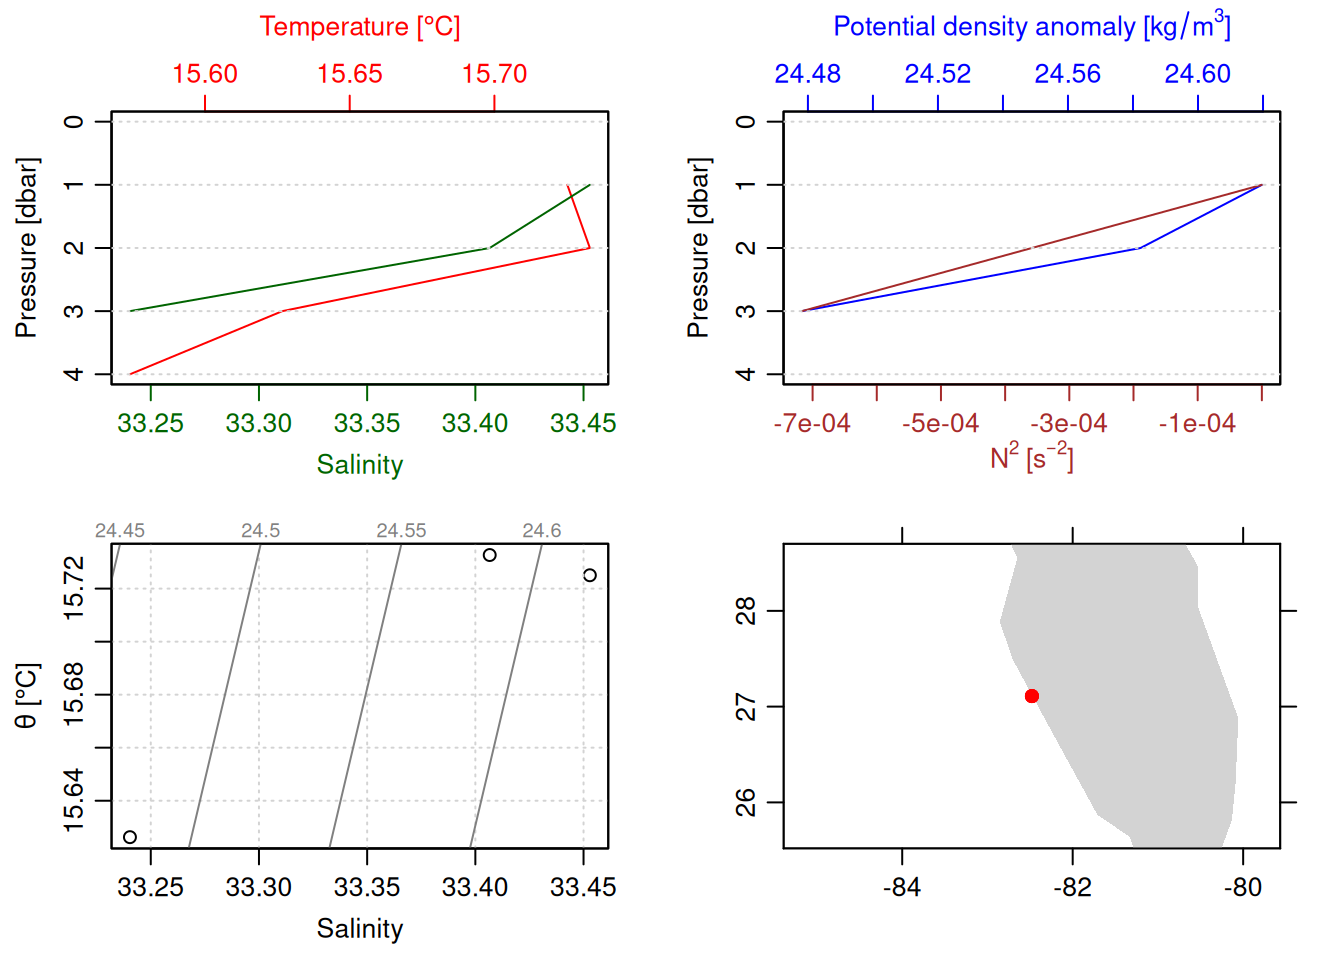 Temperature [°C]
15.60 15.65 15.70
0 1 2 3 4
Pressure [dbar]
33.25 33.30 33.35 33.40 33.45
Salinity
Potential density anomaly [kg/m³]
24.48 24.52 24.56 24.60
0 1 2 3 4
Pressure [dbar]
-7e-04 -5e-04 -3e-04 -1e-04
N² [s⁻²]
24.45 24.5 24.55 24.6
15.72 15.68 15.64
θ [°C]
33.25 33.30 33.35 33.40 33.45
Salinity
28 27 26
-84 -82 -80